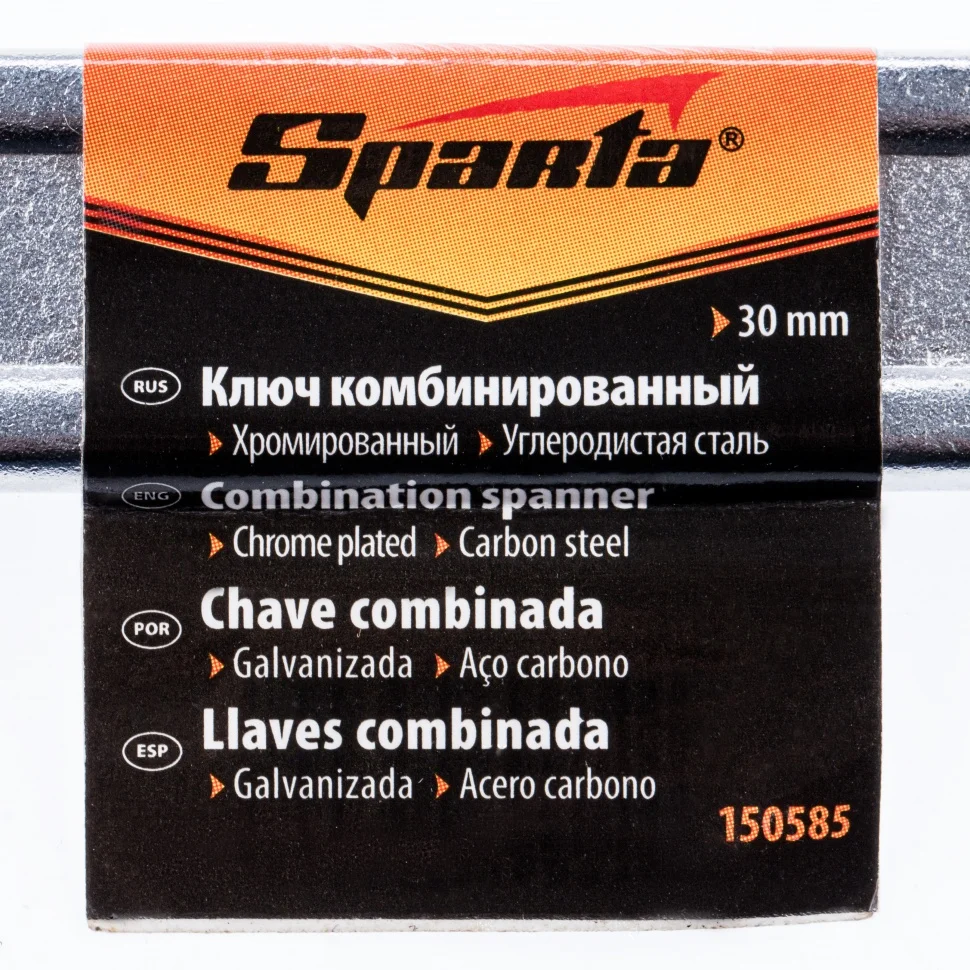 Sparta®
30 mm
RUS Ключ комбинированный
Хромированный Углеродистая сталь
ENG Combination spanner
Chrome plated Carbon steel
POR Chave combinada
Galvanizada Aço carbono
ESP Llaves combinada
Galvanizada Acero carbono
150585